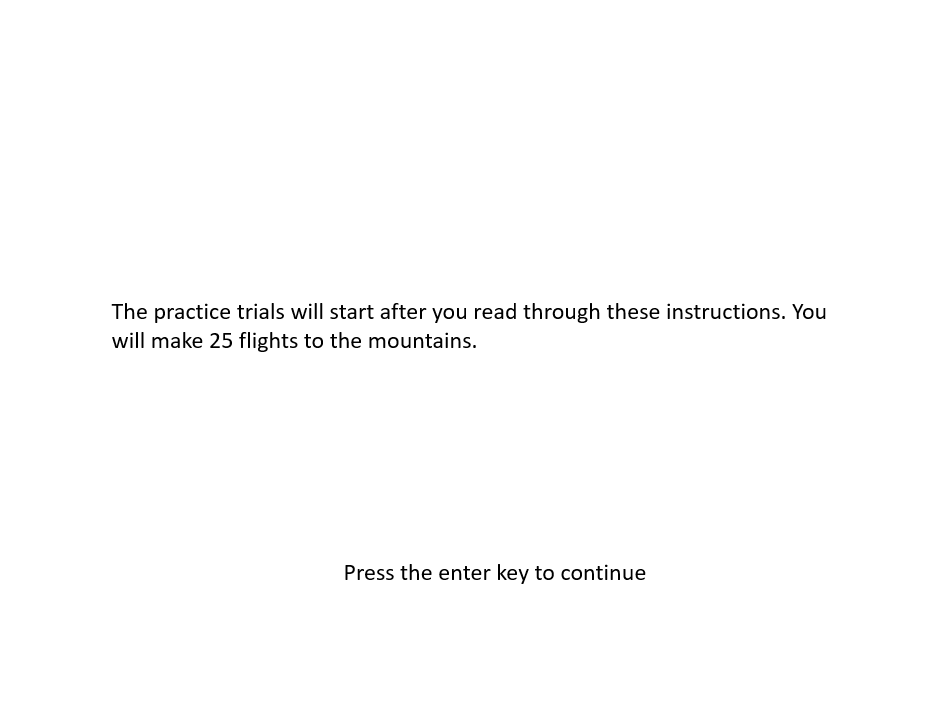 The practice trials will start after you read through these instructions. You
will make 25 flights to the mountains.
Press the enter key to continue